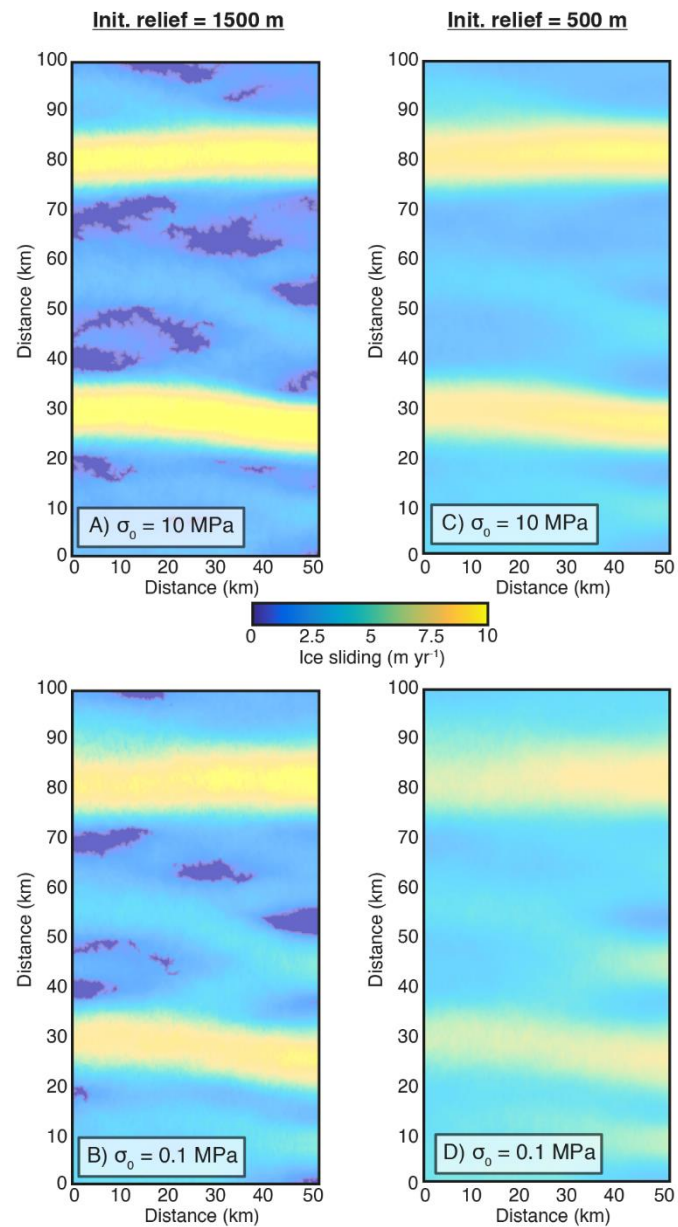 Init. relief = 1500 m
Init. relief = 500 m
100
90
80
70
60
50
40
30
20
10
0
Distance (km)
A) σ₀ = 10 MPa
0 10 20 30 40 50
Distance (km)
100
90
80
70
60
50
40
30
20
10
0
Distance (km)
C) σ₀ = 10 MPa
0 10 20 30 40 50
Distance (km)
0 2.5 5 7.5 10
Ice sliding (m yr⁻¹)
100
90
80
70
60
50
40
30
20
10
0
Distance (km)
B) σ₀ = 0.1 MPa
0 10 20 30 40 50
Distance (km)
100
90
80
70
60
50
40
30
20
10
0
Distance (km)
D) σ₀ = 0.1 MPa
0 10 20 30 40 50
Distance (km)